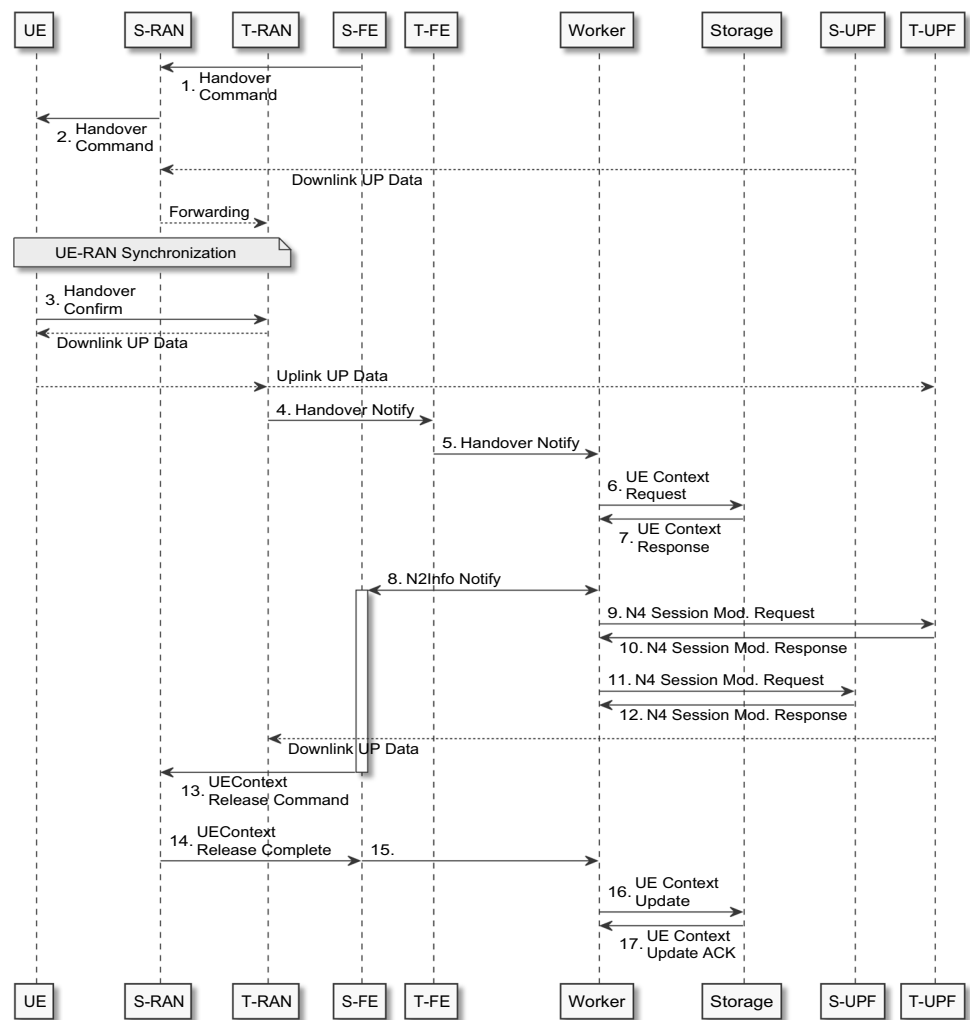 UE S-RAN T-RAN S-FE T-FE Worker Storage S-UPF T-UPF
1. Handover
Command
2. Handover
Command
Downlink UP Data
Forwarding
UE-RAN Synchronization
3. Handover
Confirm
Downlink UP Data
Uplink UP Data
4. Handover Notify
5. Handover Notify
6. UE Context
Request
7. UE Context
Response
8. N2Info Notify
9. N4 Session Mod. Request
10. N4 Session Mod. Response
11. N4 Session Mod. Request
12. N4 Session Mod. Response
Downlink UP Data
13. UEContext
Release Command
14. UEContext
Release Complete
15.
16. UE Context
Update
17. UE Context
Update ACK
UE S-RAN T-RAN S-FE T-FE Worker Storage S-UPF T-UPF